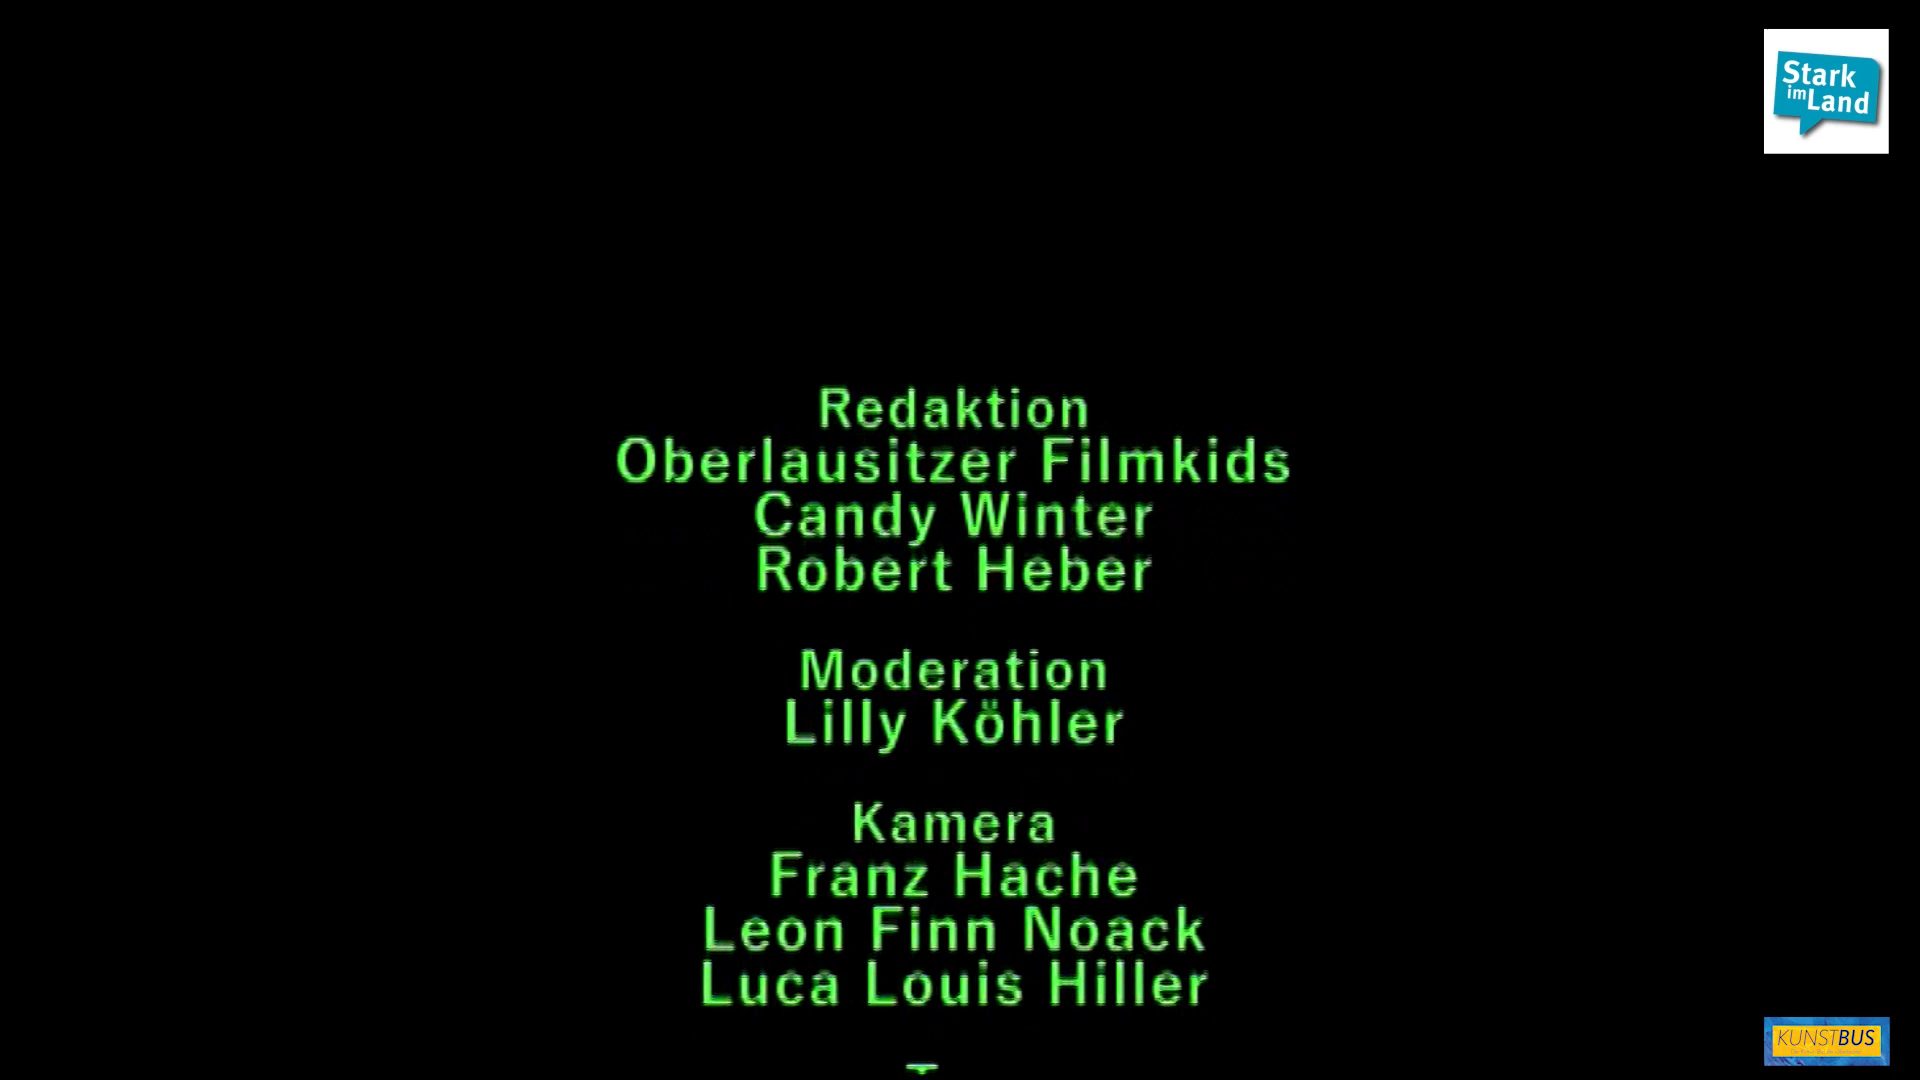 Stark
im Land
Redaktion
Oberlausitzer Filmkids
Candy Winter
Robert Heber
Moderation
Lilly Köhler
Kamera
Franz Hache
Leon Finn Noack
Luca Louis Hiller
KUNSTBUS